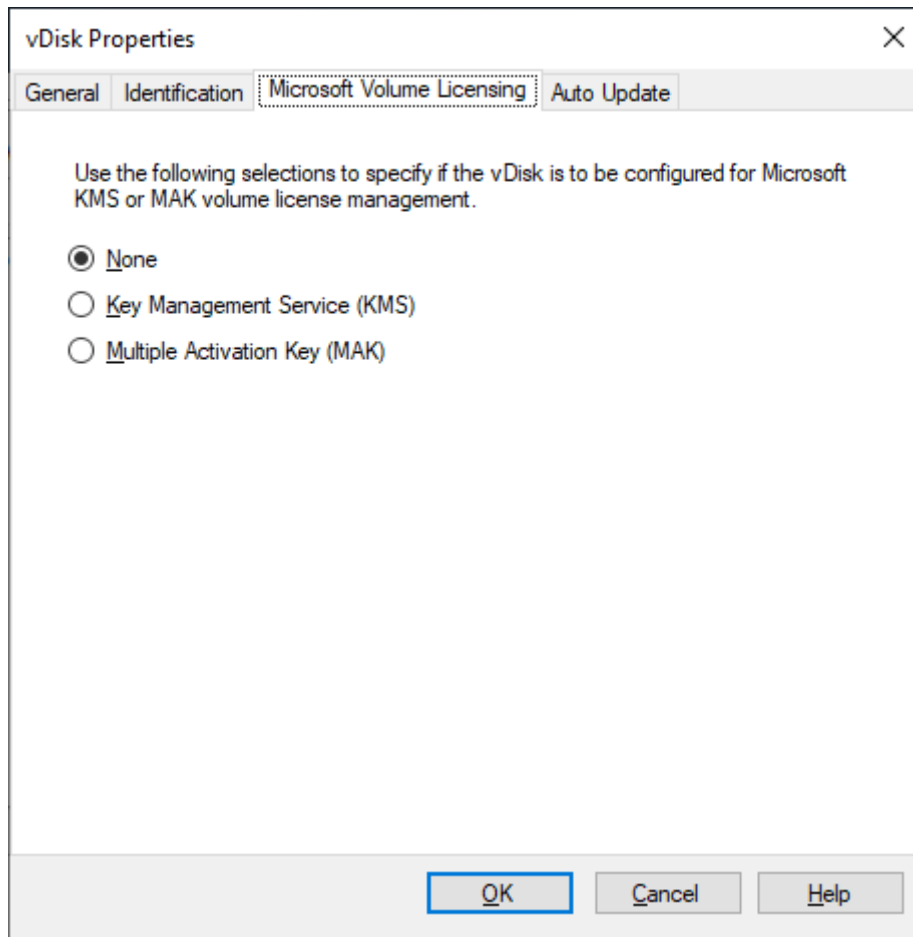 vDisk Properties
General Identification Microsoft Volume Licensing Auto Update
Use the following selections to specify if the vDisk is to be configured for Microsoft
KMS or MAK volume license management.
None
Key Management Service (KMS)
Multiple Activation Key (MAK)
OK Cancel Help